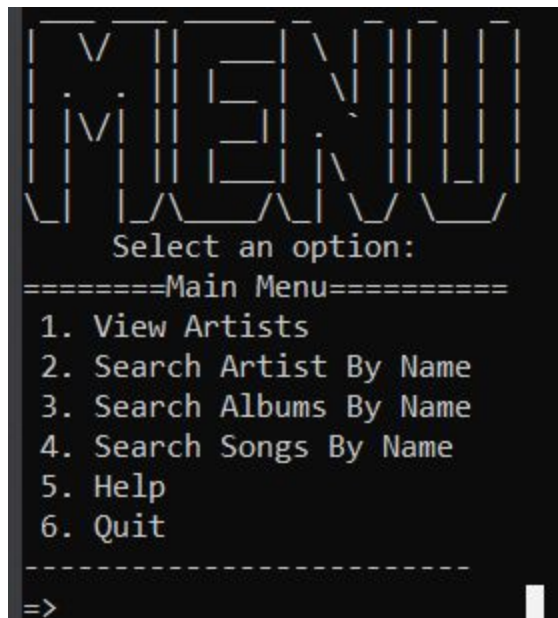 MENU
Select an option:
========Main Menu==========
1. View Artists
2. Search Artist By Name
3. Search Albums By Name
4. Search Songs By Name
5. Help
6. Quit
-------------------------
=>